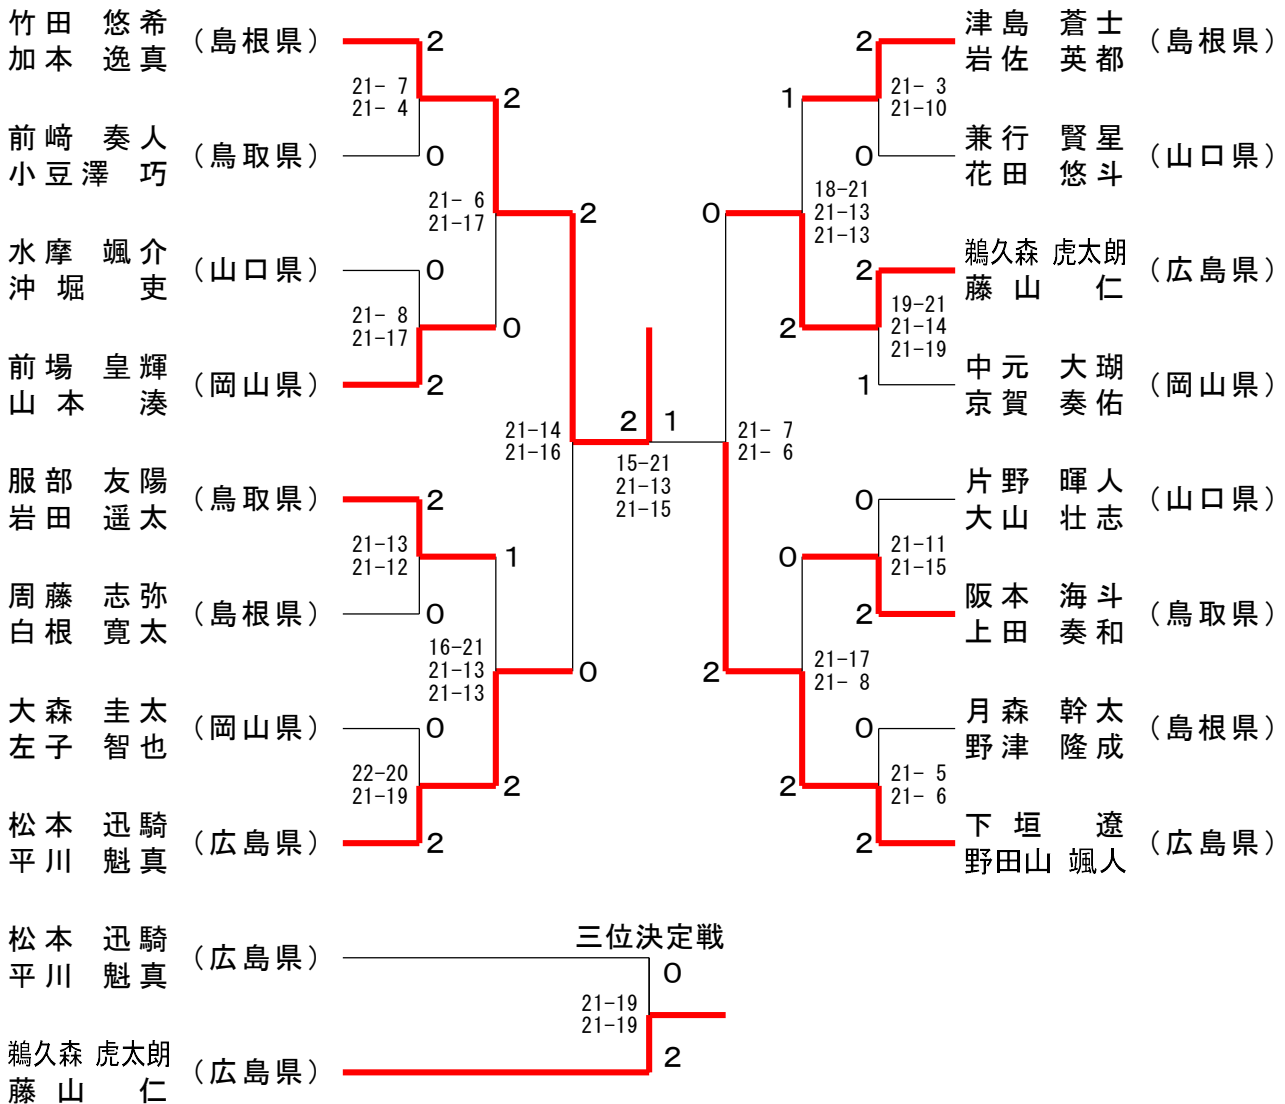 竹田 悠希
加本 逸真
（島根県）
2
21- 7
21- 4
2
前﨑 奏人
小豆澤 巧
（鳥取県）
0
21- 6
21-17
2
水摩 颯介
沖堀 吏
（山口県）
0
21- 8
21-17
0
前場 皇輝
山本 湊
（岡山県）
2
21-14
21-16
服部 友陽
岩田 遥太
（鳥取県）
2
21-13
21-12
1
周藤 志弥
白根 寛太
（島根県）
0
16-21
21-13
21-13
0
大森 圭太
左子 智也
（岡山県）
0
22-20
21-19
2
松本 迅騎
平川 魁真
（広島県）
2
2 1
15-21
21-13
21-15
津島 蒼士
岩佐 英都
（島根県）
2
21- 3
21-10
1
兼行 賢星
花田 悠斗
（山口県）
0
18-21
21-13
21-13
0
鵜久森 虎太朗
藤山 仁
（広島県）
2
19-21
21-14
21-19
2
中元 大瑚
京賀 奏佑
（岡山県）
1
21- 7
21- 6
片野 暉人
大山 壮志
（山口県）
0
21-11
21-15
0
阪本 海斗
上田 奏和
（鳥取県）
2
21-17
21- 8
2
月森 幹太
野津 隆成
（島根県）
0
21- 5
21- 6
2
下垣 遼
野田山 颯人
（広島県）
2
三位決定戦
松本 迅騎
平川 魁真
（広島県）
0
21-19
21-19
鵜久森 虎太朗
藤山 仁
（広島県）
2